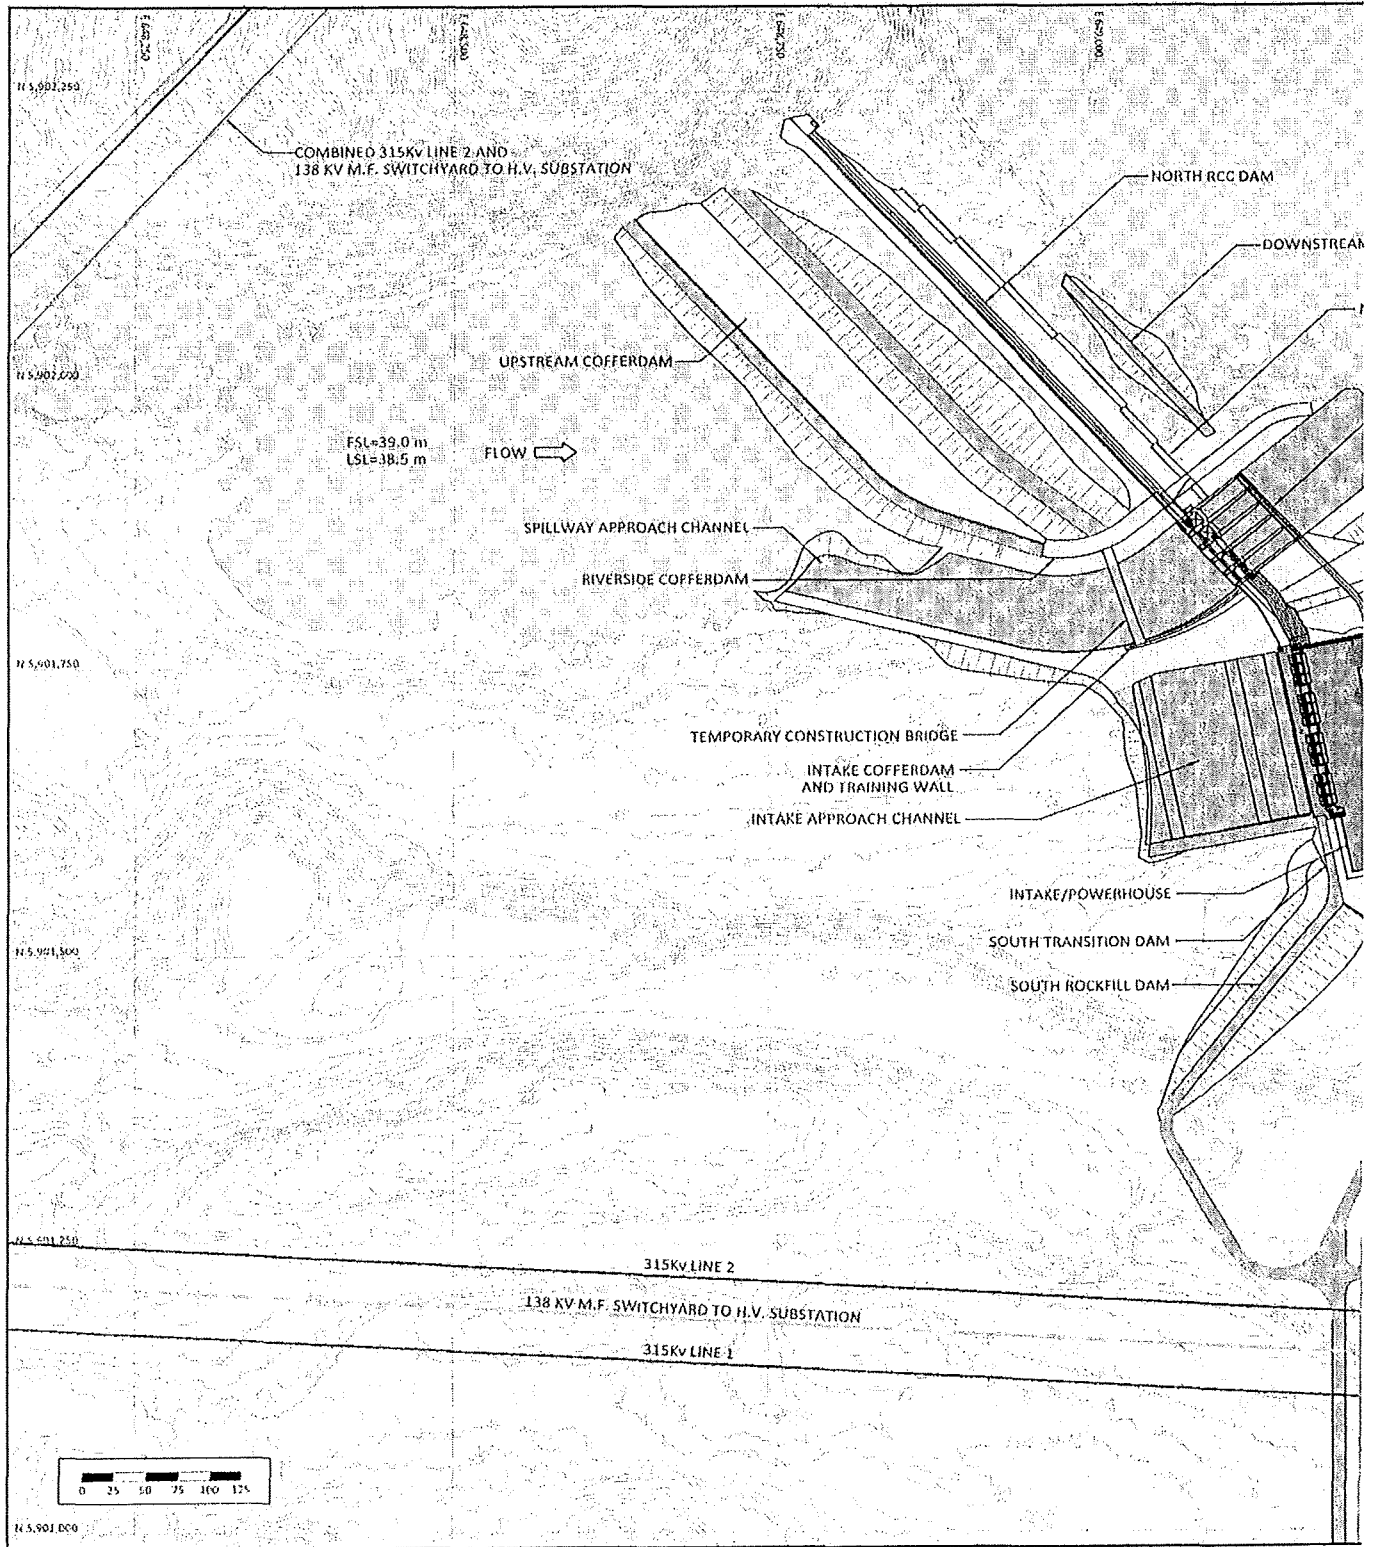 N 5,902,250
COMBINED 315Kv LINE 2 AND
138 KV M.F. SWITCHYARD TO H.V. SUBSTATION
NORTH RCC DAM
DOWNSTREAM
UPSTREAM COFFERDAM
N 5,902,000
FSL=39.0 m
LSL=38.5 m
FLOW
SPILLWAY APPROACH CHANNEL
RIVERSIDE COFFERDAM
N 5,901,750
TEMPORARY CONSTRUCTION BRIDGE
INTAKE COFFERDAM
AND TRAINING WALL
INTAKE APPROACH CHANNEL
INTAKE/POWERHOUSE
SOUTH TRANSITION DAM
N 5,901,500
SOUTH ROCKFILL DAM
N 5,901,250
315Kv LINE 2
138 KV M.F. SWITCHYARD TO H.V. SUBSTATION
315Kv LINE 1
0 25 50 75 100 125
N 5,901,000